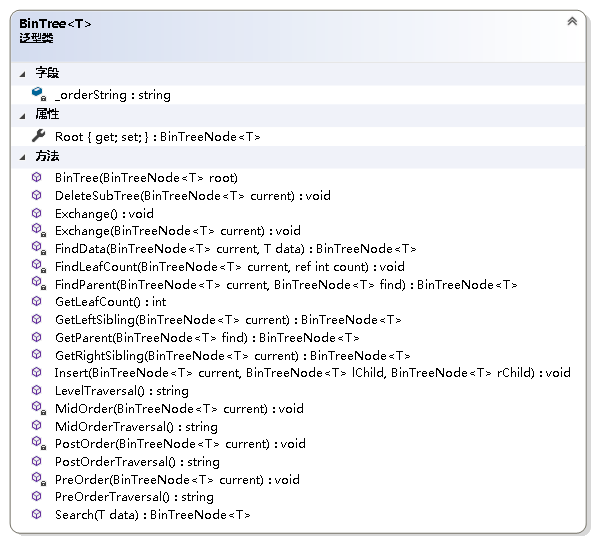 BinTree<T>
泛型类
字段
_orderString : string
属性
Root { get; set; } : BinTreeNode<T>
方法
BinTree(BinTreeNode<T> root)
DeleteSubTree(BinTreeNode<T> current) : void
Exchange() : void
Exchange(BinTreeNode<T> current) : void
FindData(BinTreeNode<T> current, T data) : BinTreeNode<T>
FindLeafCount(BinTreeNode<T> current, ref int count) : void
FindParent(BinTreeNode<T> current, BinTreeNode<T> find) : BinTreeNode<T>
GetLeafCount() : int
GetLeftSibling(BinTreeNode<T> current) : BinTreeNode<T>
GetParent(BinTreeNode<T> find) : BinTreeNode<T>
GetRightSibling(BinTreeNode<T> current) : BinTreeNode<T>
Insert(BinTreeNode<T> current, BinTreeNode<T> lChild, BinTreeNode<T> rChild) : void
LevelTraversal() : string
MidOrder(BinTreeNode<T> current) : void
MidOrderTraversal() : string
PostOrder(BinTreeNode<T> current) : void
PostOrderTraversal() : string
PreOrder(BinTreeNode<T> current) : void
PreOrderTraversal() : string
Search(T data) : BinTreeNode<T>